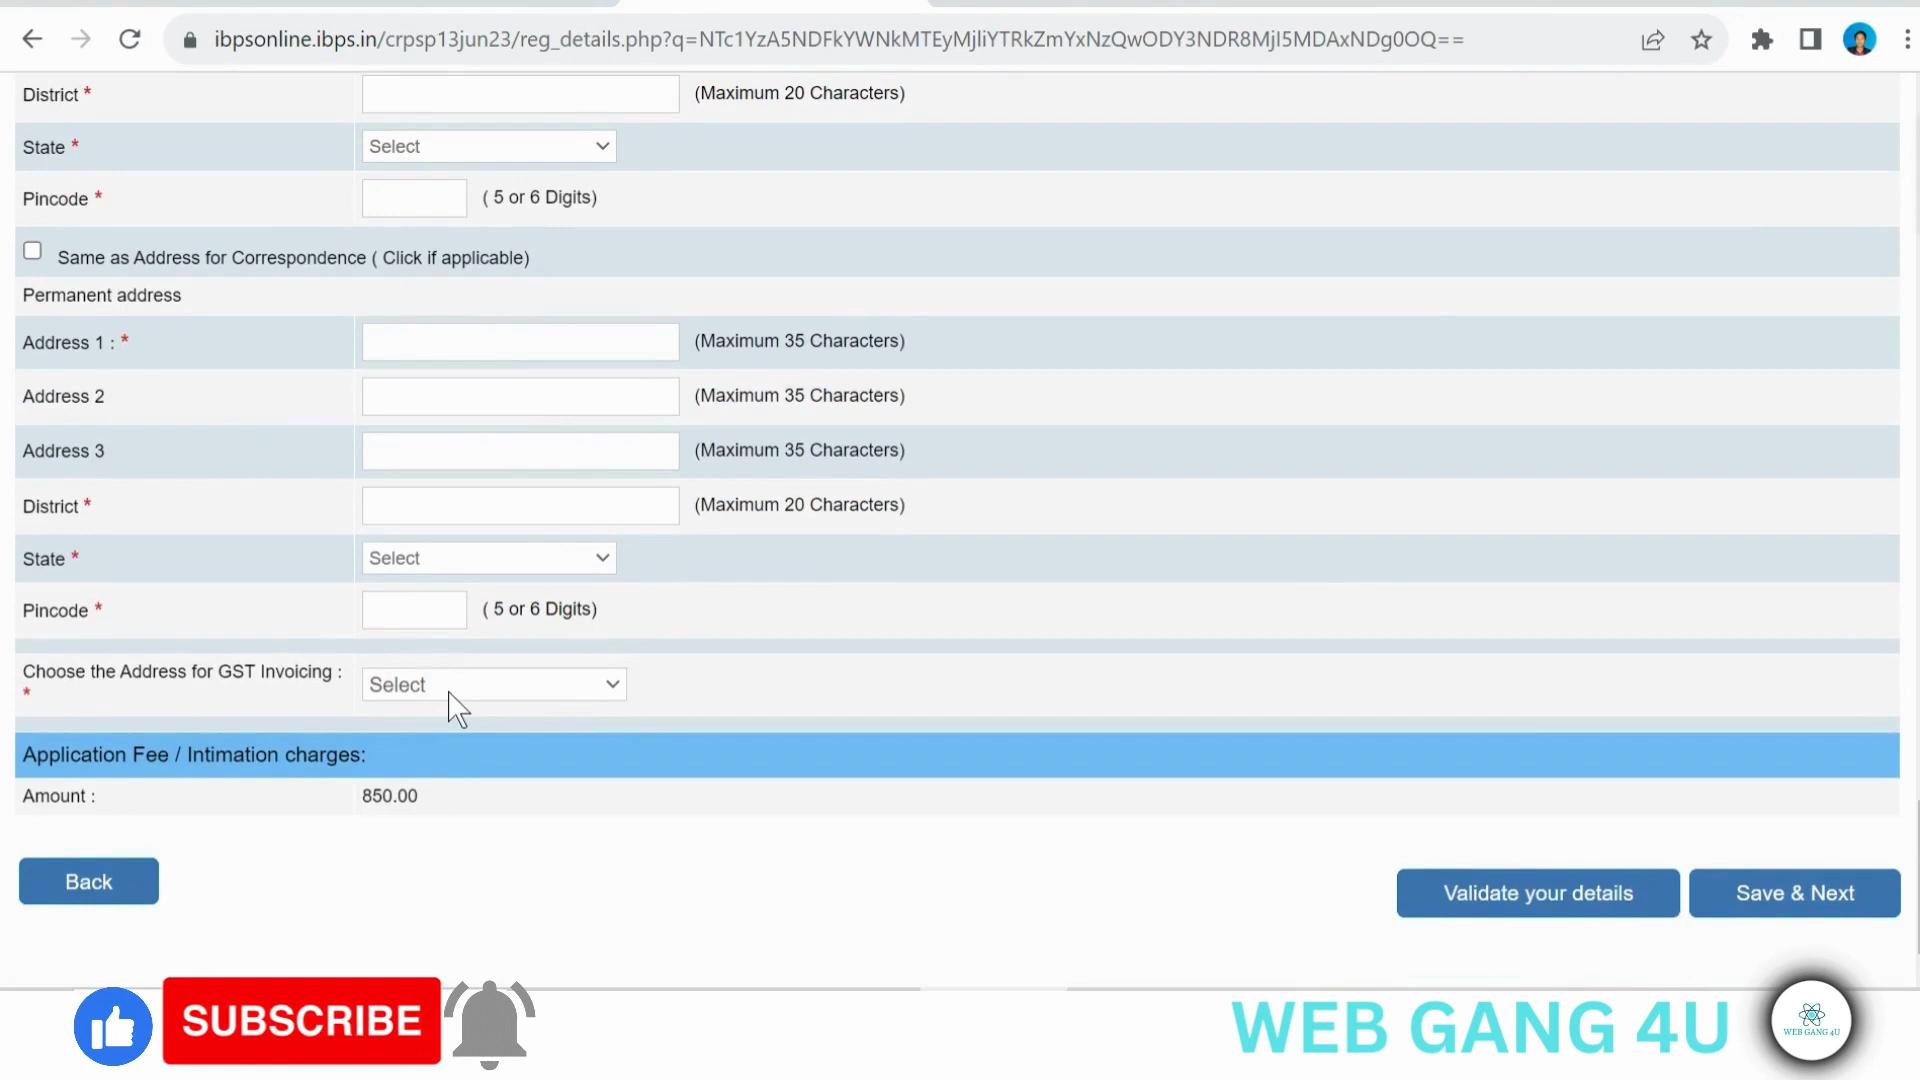 ibpsonline.ibps.in/crpsp13jun23/reg_details.php?q=NTc1YzA5NDFkYWNkMTEyMjliYTRkZmYxNzQwODY3NDR8MjI5MDAxNDg0OQ==
District * (Maximum 20 Characters)
State * Select
Pincode * ( 5 or 6 Digits)
Same as Address for Correspondence ( Click if applicable)
Permanent address
Address 1 : * (Maximum 35 Characters)
Address 2 (Maximum 35 Characters)
Address 3 (Maximum 35 Characters)
District * (Maximum 20 Characters)
State * Select
Pincode * ( 5 or 6 Digits)
Choose the Address for GST Invoicing : Select
*
Application Fee / Intimation charges:
Amount : 850.00
Back Validate your details Save & Next
SUBSCRIBE WEB GANG 4U WEB GANG 4U